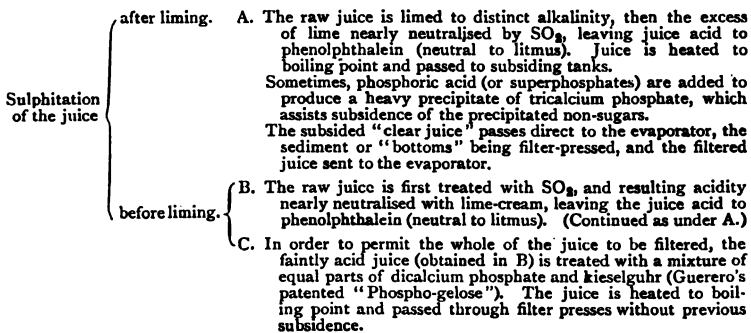 Sulphitation
of the juice
after liming.
A. The raw juice is limed to distinct alkalinity, then the excess
of lime nearly neutralised by SO₂, leaving juice acid to
phenolphthalein (neutral to litmus). Juice is heated to
boiling point and passed to subsiding tanks.
Sometimes, phosphoric acid (or superphosphates) are added to
produce a heavy precipitate of tricalcium phosphate, which
assists subsidence of the precipitated non-sugars.
The subsided "clear juice" passes direct to the evaporator, the
sediment or "bottoms" being filter-pressed, and the filtered
juice sent to the evaporator.
before liming.
B. The raw juice is first treated with SO₂, and resulting acidity
nearly neutralised with lime-cream, leaving the juice acid to
phenolphthalein (neutral to litmus). (Continued as under A.)
C. In order to permit the whole of the juice to be filtered, the
faintly acid juice (obtained in B) is treated with a mixture of
equal parts of dicalcium phosphate and kieselguhr (Guerero's
patented "Phospho-gelose"). The juice is heated to boil-
ing point and passed through filter presses without previous
subsidence.